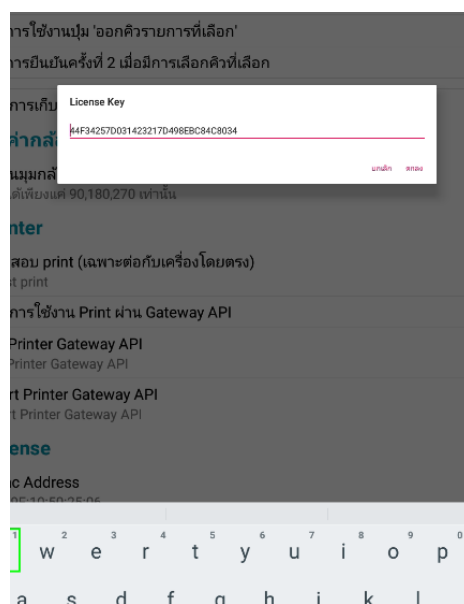 ารใช้งานปุ่ม 'ออกคิวรายการที่เลือก'
ารยืนยันครั้งที่ 2 เมื่อมีการเลือกคิวที่เลือก
การเก็บ
License Key
44F34257D031423217D498EBC84C8034
ค่ากล้
นมุมกล้
ยกเลิก ตกลง
ด้เพียงแค่ 90,180,270 เท่านั้น
nter
สอบ print (เฉพาะต่อกับเครื่องโดยตรง)
st print
การใช้งาน Print ผ่าน Gateway API
Printer Gateway API
Printer Gateway API
rt Printer Gateway API
rt Printer Gateway API
ense
ac Address
1 2 3 4 5 6 7 8 9 0
w e r t y u i o p
a s d f g h j k l